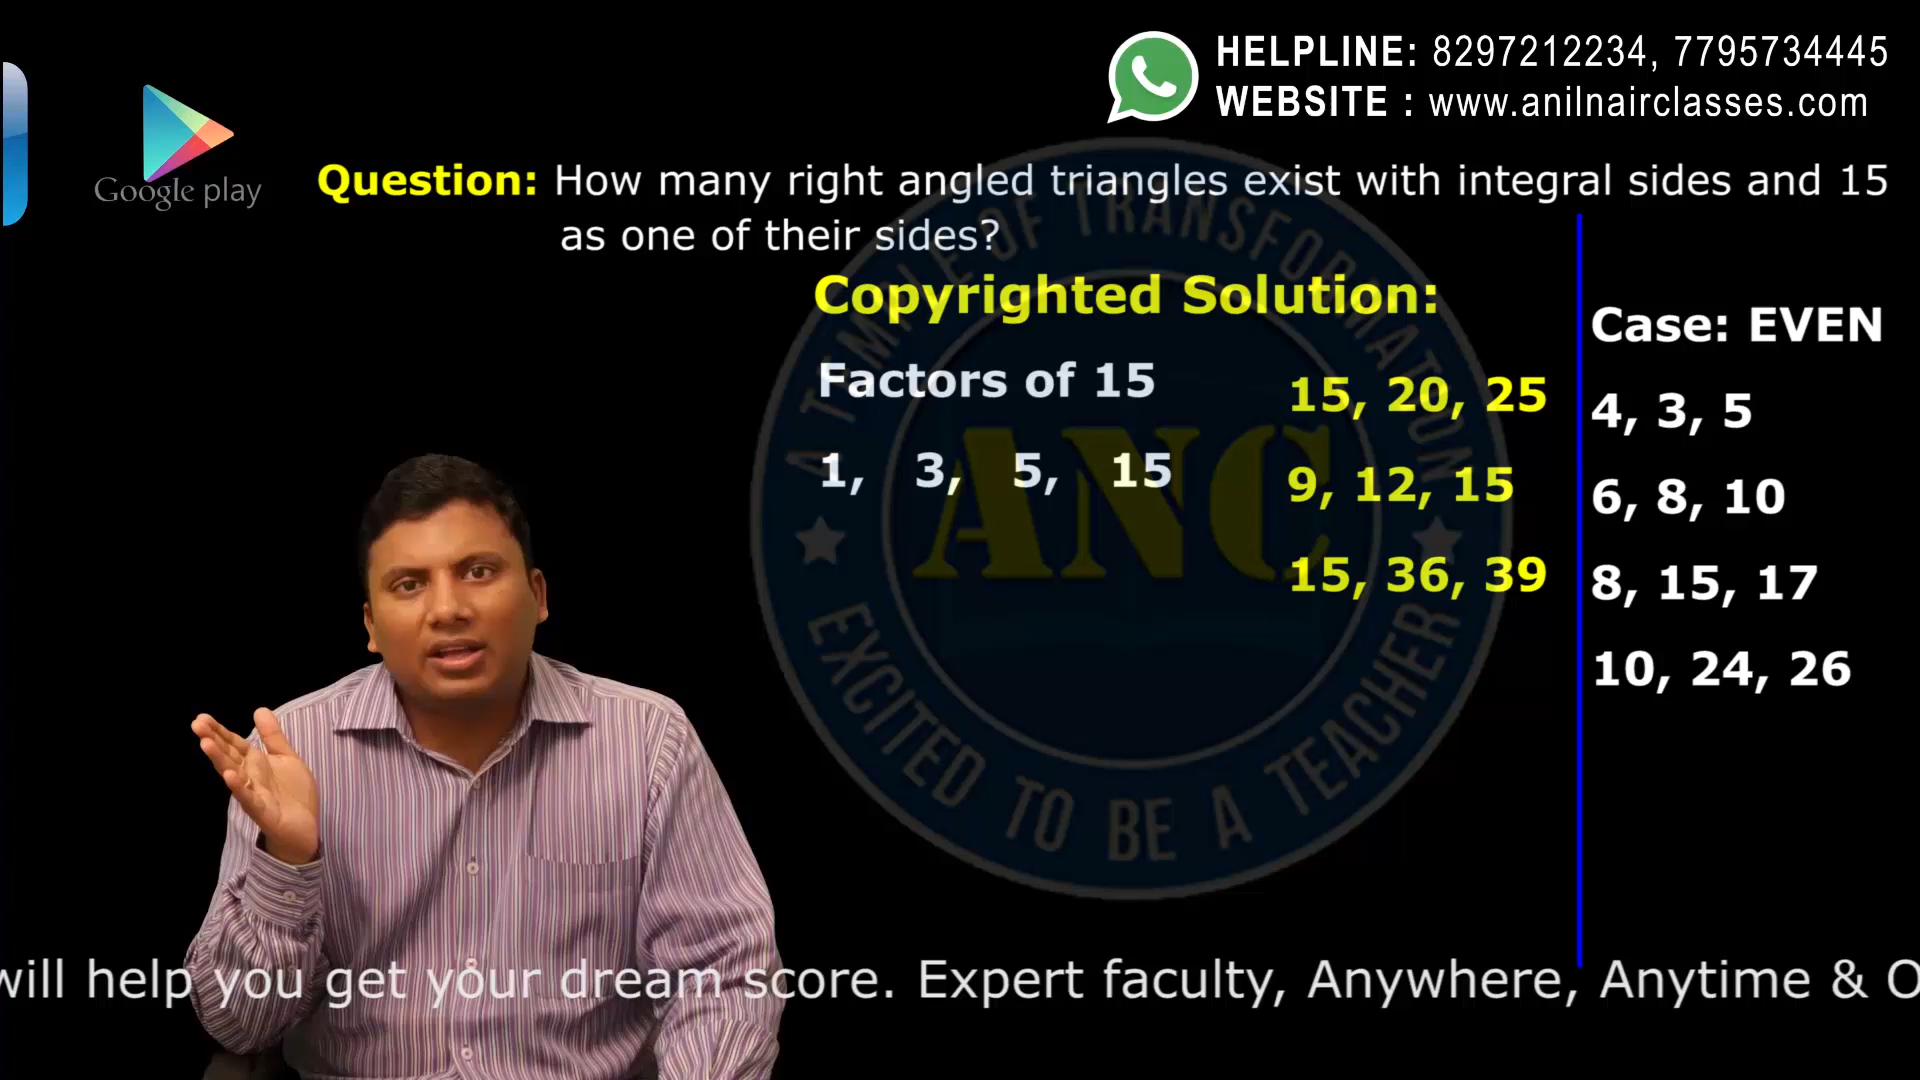 HELPLINE: 8297212234, 7795734445
WEBSITE : www.anilnairclasses.com
Google play
Question: How many right angled triangles exist with integral sides and 15
as one of their sides?
Copyrighted Solution:
Factors of 15
1, 3, 5, 15
15, 20, 25
9, 12, 15
15, 36, 39
Case: EVEN
4, 3, 5
6, 8, 10
8, 15, 17
10, 24, 26
A TEMPLE OF TRANSFORMATION
ANC
EXCITED TO BE A TEACHER
will help you get your dream score. Expert faculty, Anywhere, Anytime & O